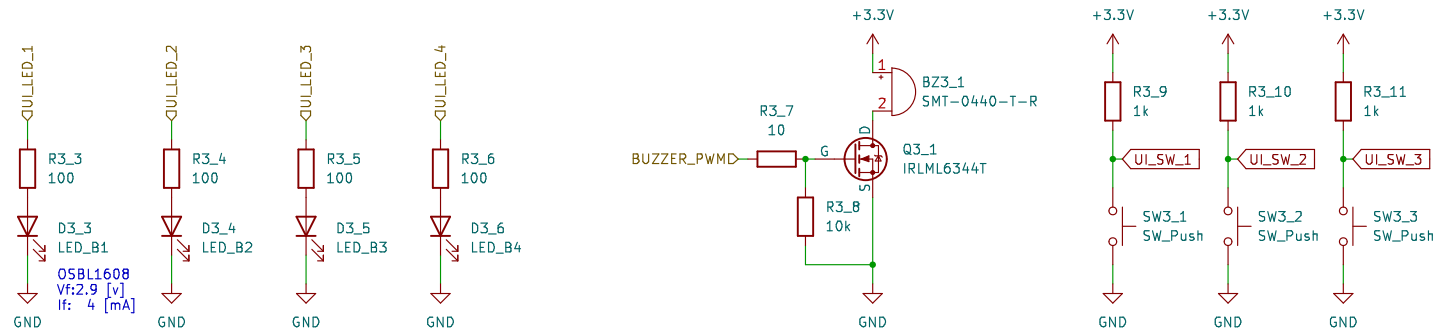 UI_LED_1
R3_3
100
D3_3
LED_B1
OSBL1608
Vf:2.9 [v]
If: 4 [mA]
GND
UI_LED_2
R3_4
100
D3_4
LED_B2
GND
UI_LED_3
R3_5
100
D3_5
LED_B3
GND
UI_LED_4
R3_6
100
D3_6
LED_B4
GND
+3.3V
1
+
2
BZ3_1
SMT-0440-T-R
R3_7
10
BUZZER_PWM
G
D
S
Q3_1
IRLML6344T
R3_8
10k
GND
+3.3V
R3_9
1k
UI_SW_1
SW3_1
SW_Push
GND
+3.3V
R3_10
1k
UI_SW_2
SW3_2
SW_Push
GND
+3.3V
R3_11
1k
UI_SW_3
SW3_3
SW_Push
GND